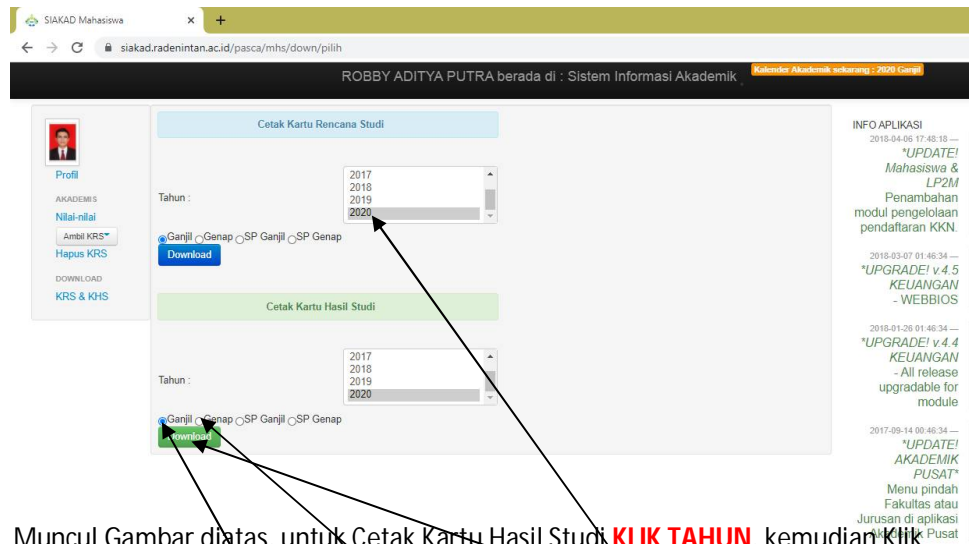 SIAKAD Mahasiswa
siakad.radenintan.ac.id/pasca/mhs/down/pilih
ROBBY ADITYA PUTRA berada di : Sistem Informasi Akademik
Kalender Akademik sekarang : 2020 Ganjil
Profil
AKADEMIS
Nilai-nilai
Ambil KRS
Hapus KRS
DOWNLOAD
KRS & KHS
Cetak Kartu Rencana Studi
Tahun :
2017
2018
2019
2020
Ganjil Genap SP Ganjil SP Genap
Download
Cetak Kartu Hasil Studi
Tahun :
2017
2018
2019
2020
Ganjil Genap SP Ganjil SP Genap
Download
INFO APLIKASI
2018-04-06 17:48:18 —
*UPDATE!
Mahasiswa &
LP2M
Penambahan
modul pengelolaan
pendaftaran KKN.
2018-03-07 01:46:34 —
*UPGRADE! v.4.5
KEUANGAN
- WEBBIOS
2018-01-26 01:46:34 —
*UPGRADE! v.4.4
KEUANGAN
- All release
upgradable for
module
2017-09-14 00:46:34 —
*UPDATE!
AKADEMIK
PUSAT*
Menu pindah
Fakultas atau
Jurusan di aplikasi
Akademik Pusat
Muncul Gambar diatas, untuk Cetak Kartu Hasil Studi KLIK TAHUN, kemudian Klik